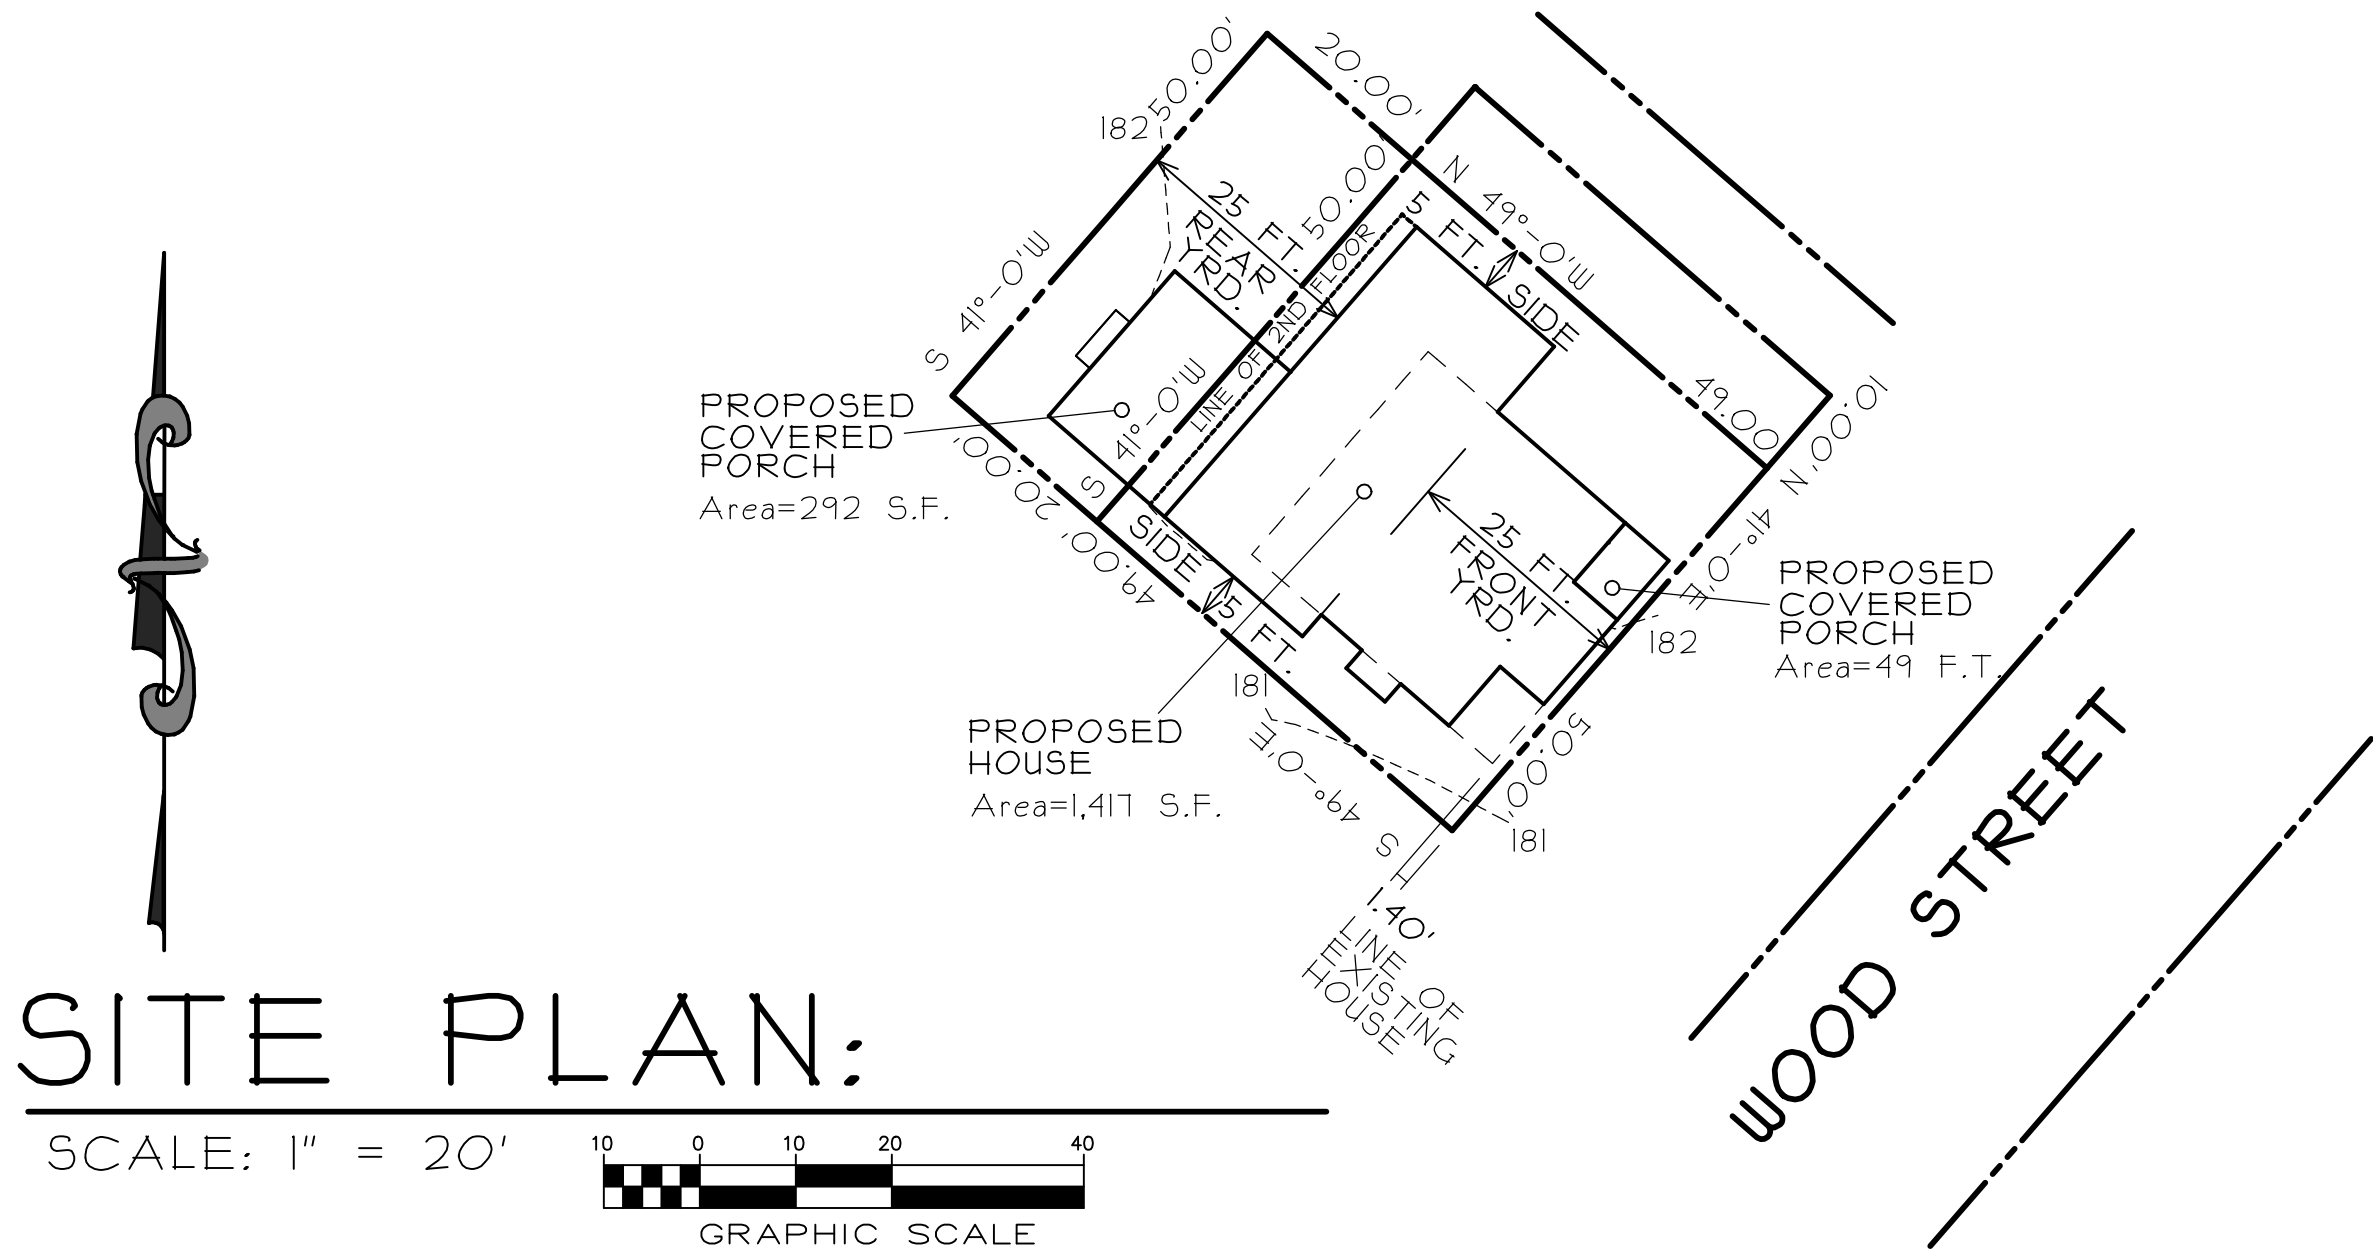 182
50.00'
20.00'
S 41°-0'W
25 FT.
REAR
YRD.
50.00'
N 49°-0'W
49.00
5 FT.
SIDE
LINE OF 2ND FLOOR
S 41°-0'W
PROPOSED
COVERED
PORCH
Area=292 S.F.
20.00'
10.00'
N 41°-0'E
25 FT.
FRONT
YRD.
PROPOSED
COVERED
PORCH
Area=49 F.T.
182
49.00'
SIDE
5 FT.
181
S 49°-0'E
50.00
PROPOSED
HOUSE
Area=1,417 S.F.
181
1.40'
LINE OF
EXISTING
HOUSE
WOOD STREET
SITE PLAN:
SCALE: 1" = 20'
10 0 10 20 40
GRAPHIC SCALE